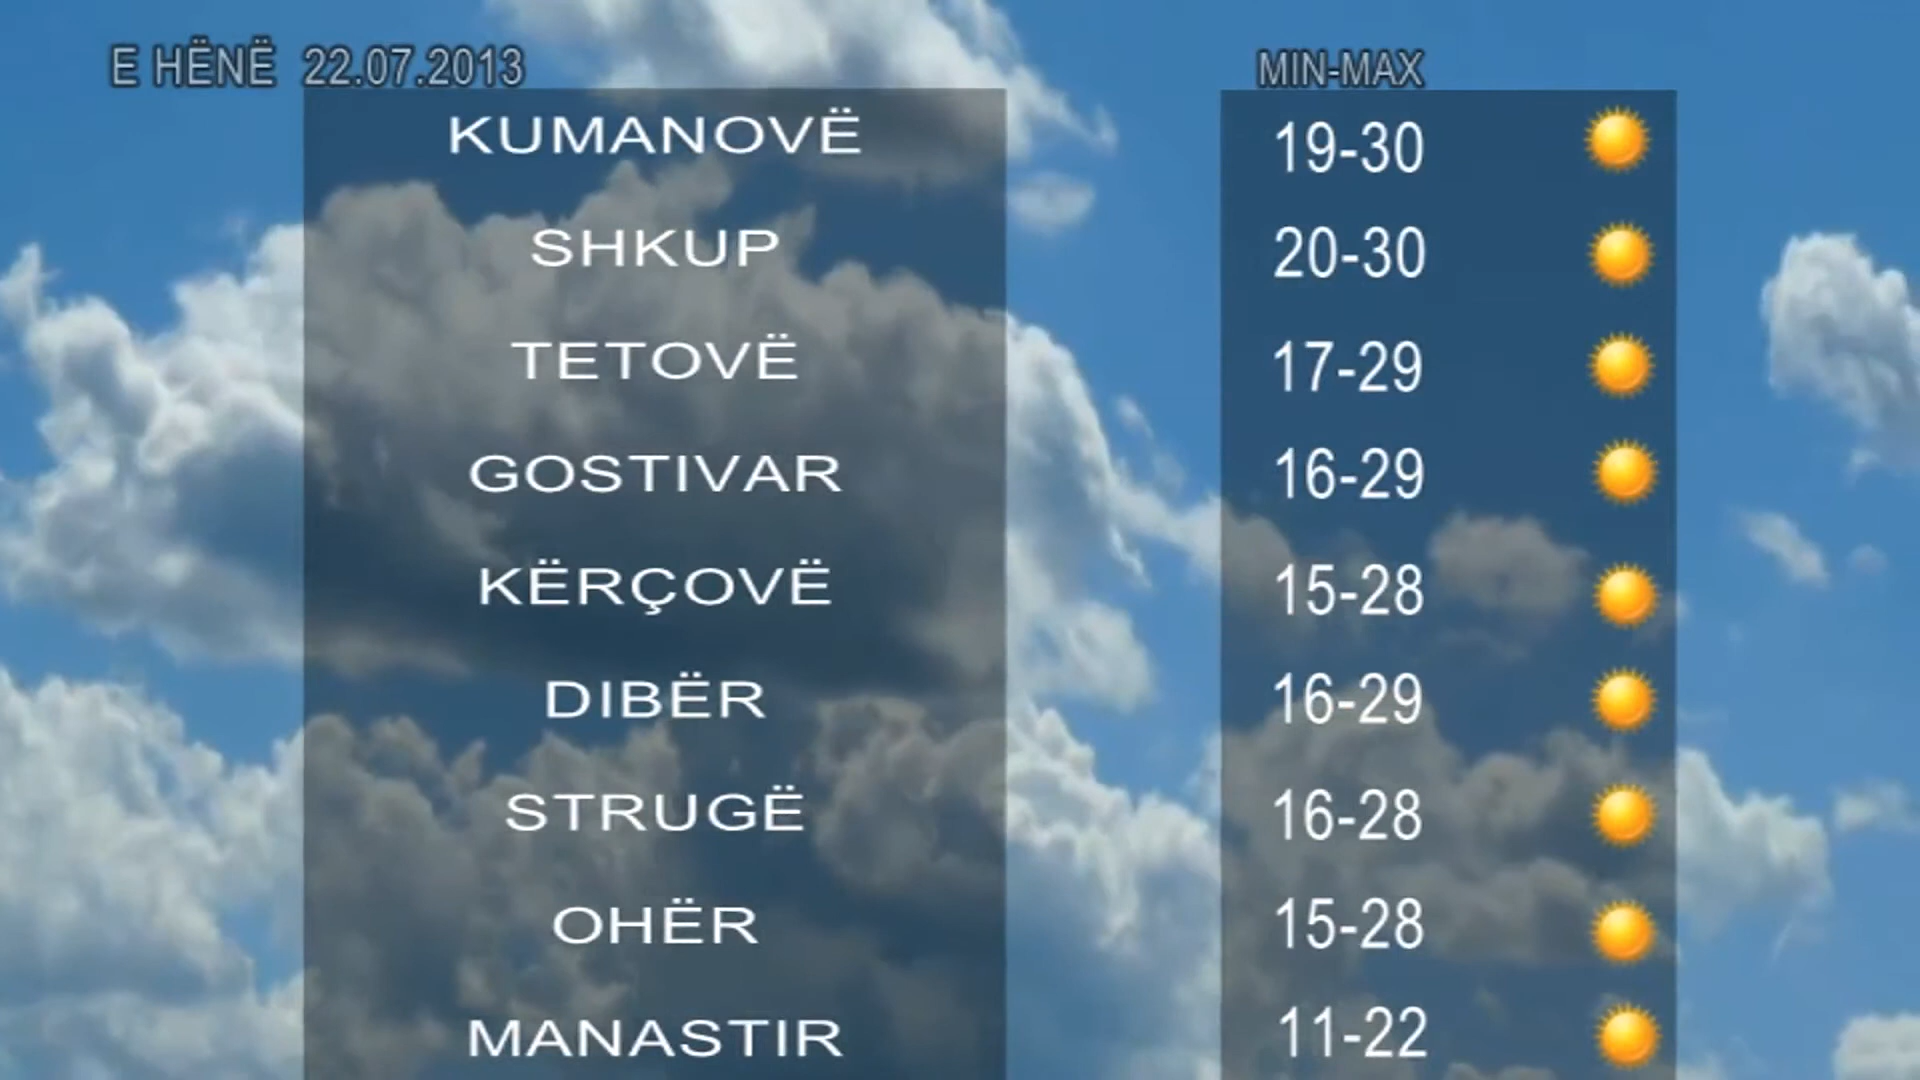 E HËNË 22.07.2013 MIN-MAX
KUMANOVË 19-30
SHKUP 20-30
TETOVË 17-29
GOSTIVAR 16-29
KËRÇOVË 15-28
DIBËR 16-29
STRUGË 16-28
OHËR 15-28
MANASTIR 11-22